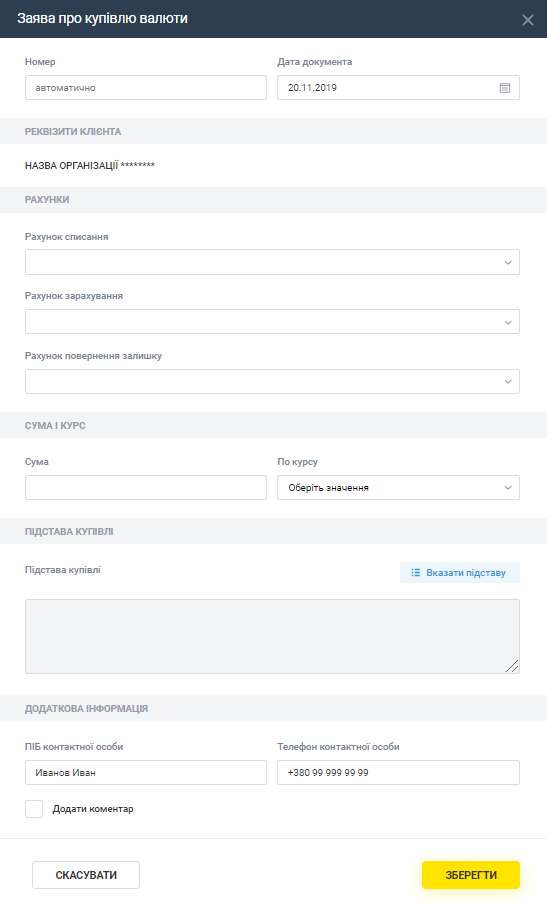 Заява про купівлю валюти
Номер
Дата документа
автоматично
20.11.2019
РЕКВІЗИТИ КЛІЄНТА
НАЗВА ОРГАНІЗАЦІЇ ********
РАХУНКИ
Рахунок списання
Рахунок зарахування
Рахунок повернення залишку
СУМА І КУРС
Сума
По курсу
Оберіть значення
ПІДСТАВА КУПІВЛІ
Підстава купівлі
Вказати підставу
ДОДАТКОВА ІНФОРМАЦІЯ
ПІБ контактної особи
Телефон контактної особи
Иванов Иван
+380 99 999 99 99
Додати коментар
СКАСУВАТИ
ЗБЕРЕГТИ